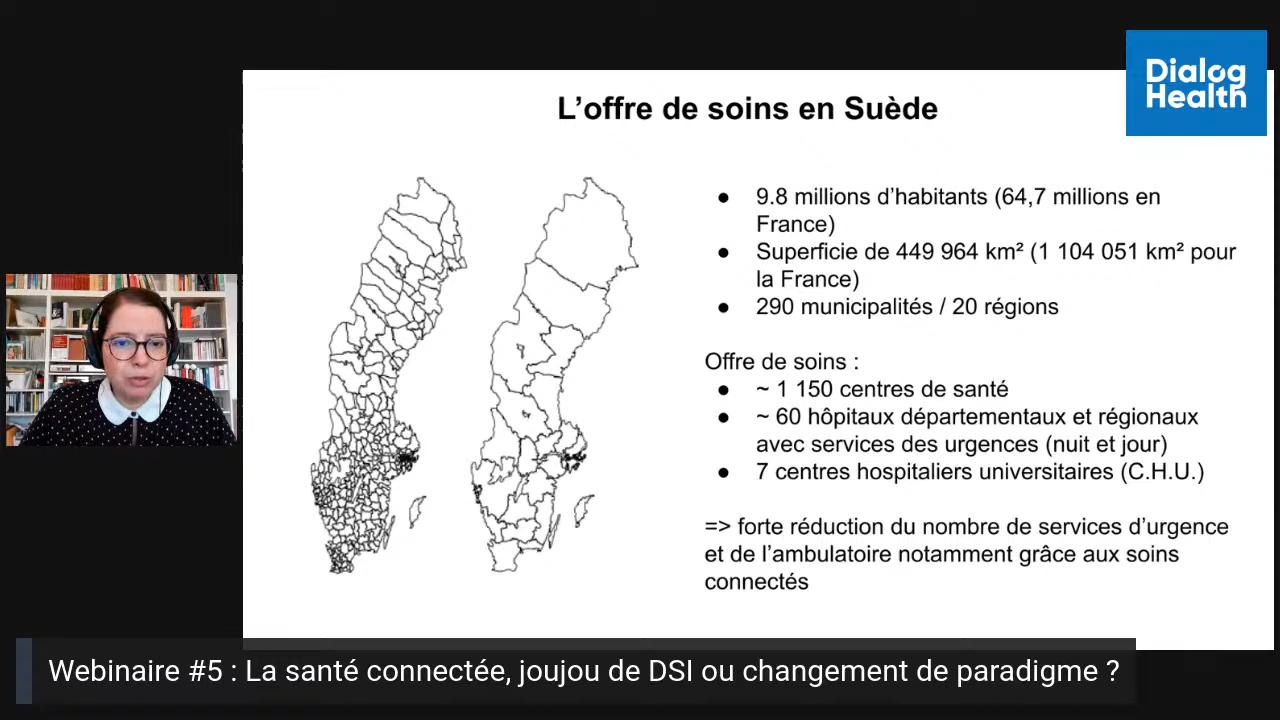 Dialog
Health
L’offre de soins en Suède
● 9.8 millions d’habitants (64,7 millions en
France)
● Superficie de 449 964 km² (1 104 051 km² pour
la France)
● 290 municipalités / 20 régions
Offre de soins :
● ~ 1 150 centres de santé
● ~ 60 hôpitaux départementaux et régionaux
avec services des urgences (nuit et jour)
● 7 centres hospitaliers universitaires (C.H.U.)
=> forte réduction du nombre de services d’urgence
et de l’ambulatoire notamment grâce aux soins
connectés
Webinaire #5 : La santé connectée, joujou de DSI ou changement de paradigme ?